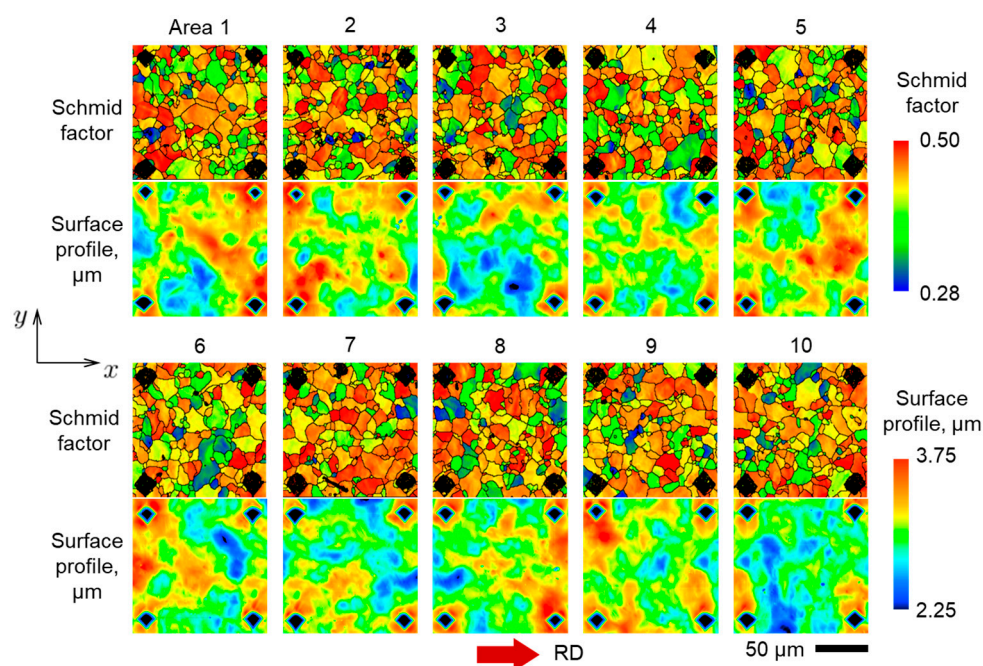 Area 1
2
3
4
5
Schmid
factor
Surface
profile,
µm
Schmid
factor
0.50
0.28
y
x
6
7
8
9
10
Schmid
factor
Surface
profile,
µm
Surface
profile, µm
3.75
2.25
RD
50 µm